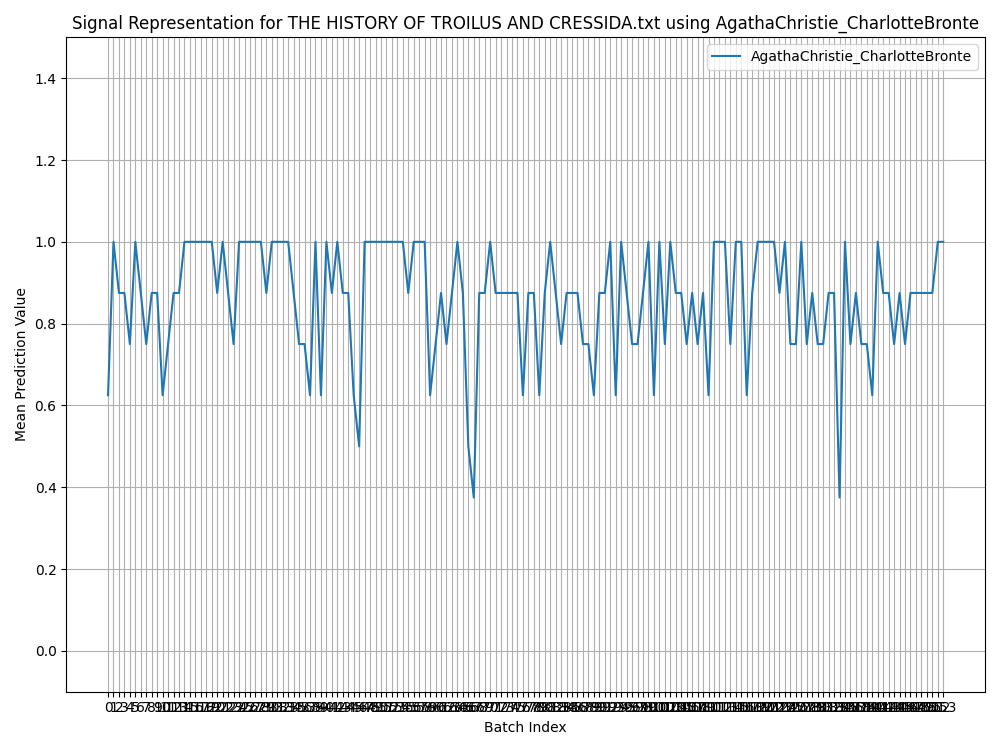 Signal Representation for THE HISTORY OF TROILUS AND CRESSIDA.txt using AgathaChristie_CharlotteBronte
AgathaChristie_CharlotteBronte
1.4
1.2
1.0
0.8
0.6
0.4
0.2
0.0
Mean Prediction Value
Batch Index